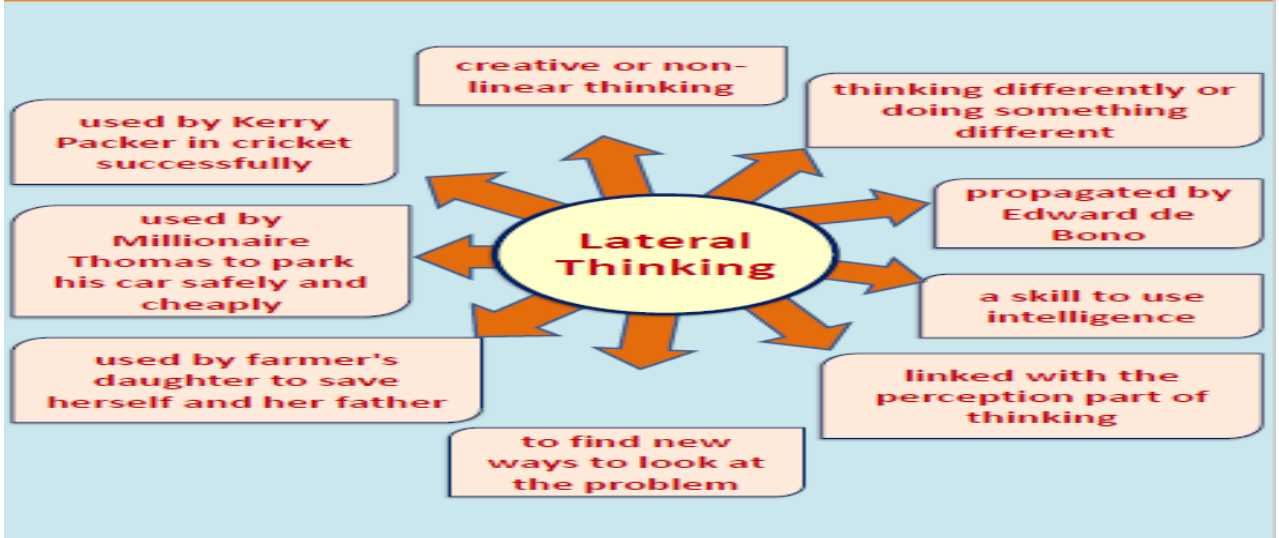 creative or non-
linear thinking
thinking differently or
doing something
different
used by Kerry
Packer in cricket
successfully
propagated by
Edward de
Bono
used by
Millionaire
Thomas to park
his car safely and
cheaply
Lateral
Thinking
a skill to use
intelligence
used by farmer's
daughter to save
herself and her father
linked with the
perception part of
thinking
to find new
ways to look at
the problem